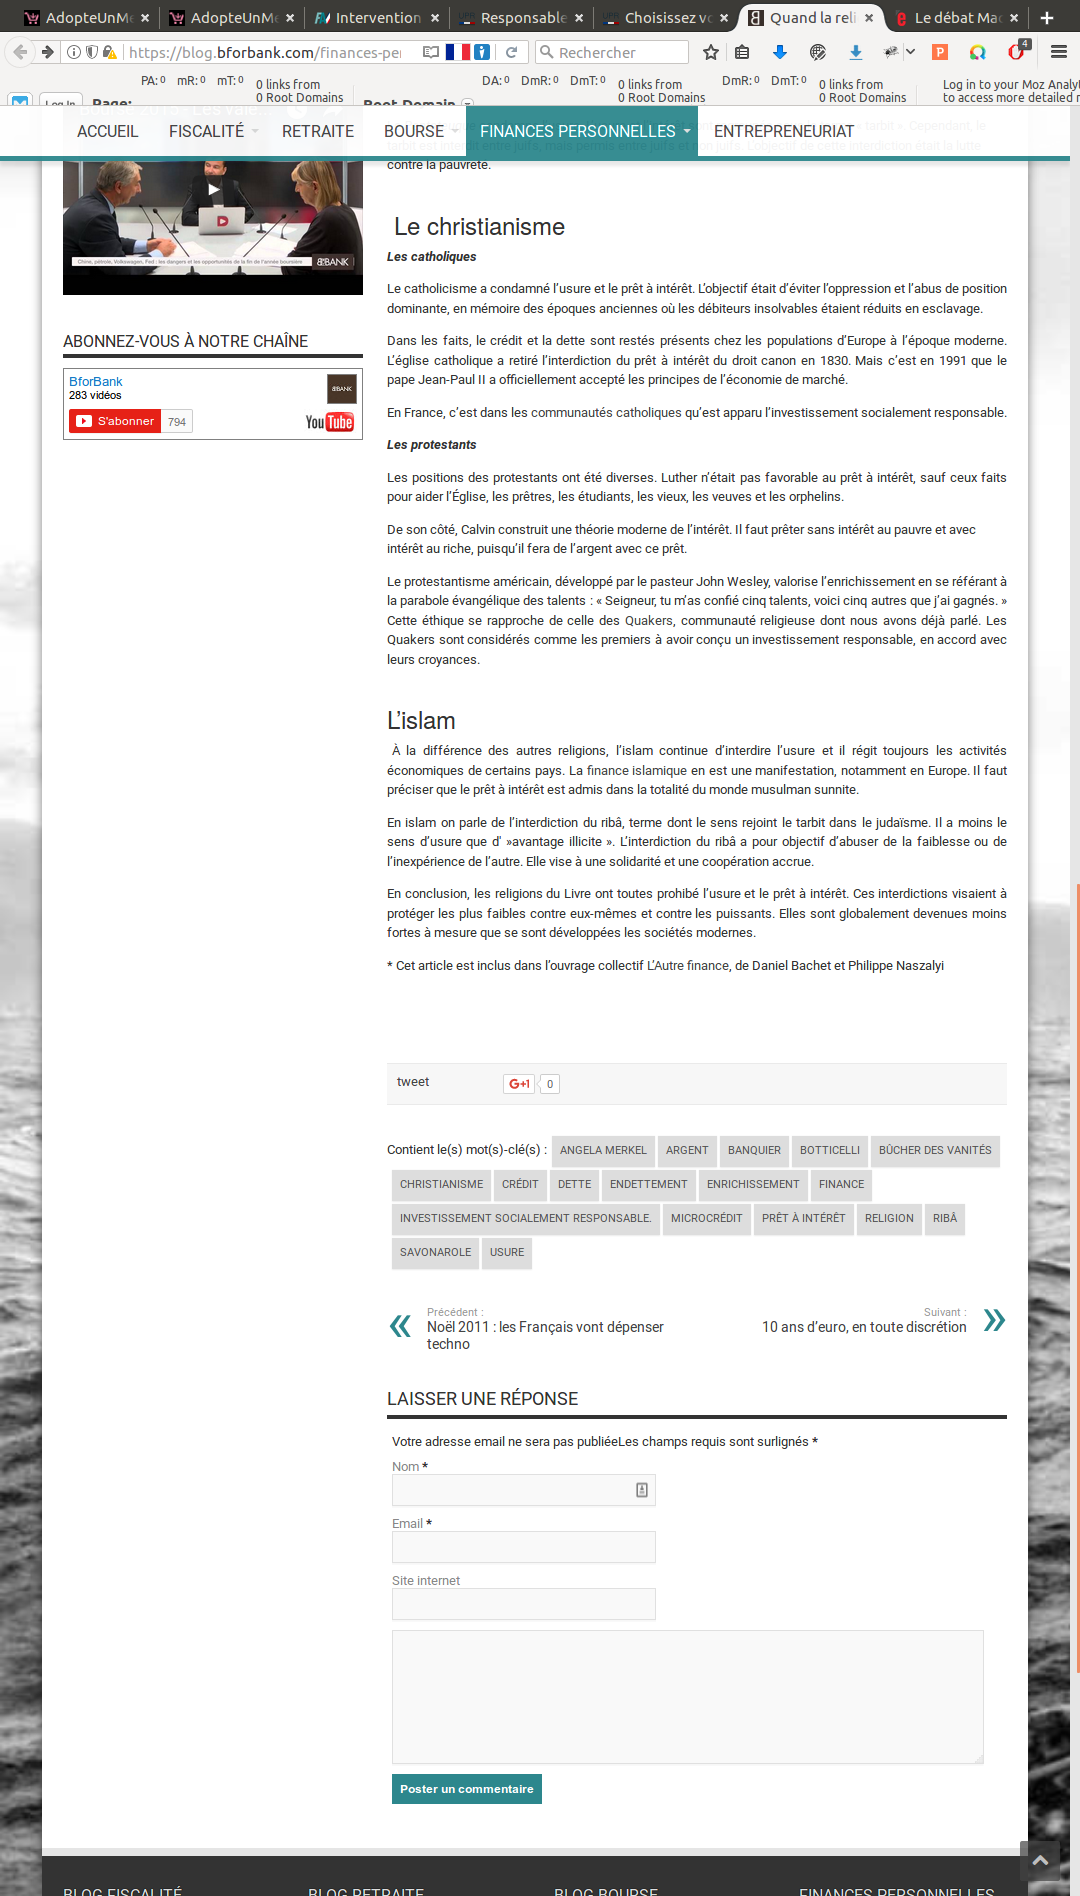 AdopteUnMe
AdopteUnMe
Intervention
Responsable
Choisissez vo
Quand la reli
Le débat Mac
https://blog.bforbank.com/finances-per
Rechercher
4
PA: 0 mR: 0 mT: 0
0 links from
0 Root Domains
DA: 0 DmR: 0 DmT: 0
0 links from
0 Root Domains
DmR: 0 DmT: 0
0 links from
0 Root Domains
Log in to your Moz Analyt
to access more detailed m
Log In
Page:
Root Domain
ACCUEIL
FISCALITÉ
RETRAITE
BOURSE
FINANCES PERSONNELLES
ENTREPRENEURIAT
tarbit est interdit entre juifs, mais permis entre juifs et non juifs. L'objectif de cette interdiction était la lutte
contre la pauvreté.
Chine, pétrole, Volkswagen, Fed : les dangers et les opportunités de la fin de l'année boursière
BANK
ABONNEZ-VOUS À NOTRE CHAÎNE
BforBank
283 vidéos
S'abonner
794
YouTube
Le christianisme
Les catholiques
Le catholicisme a condamné l’usure et le prêt à intérêt. L’objectif était d’éviter l’oppression et l’abus de position
dominante, en mémoire des époques anciennes où les débiteurs insolvables étaient réduits en esclavage.
Dans les faits, le crédit et la dette sont restés présents chez les populations d’Europe à l’époque moderne.
L’église catholique a retiré l’interdiction du prêt à intérêt du droit canon en 1830. Mais c’est en 1991 que le
pape Jean-Paul II a officiellement accepté les principes de l’économie de marché.
En France, c’est dans les communautés catholiques qu’est apparu l’investissement socialement responsable.
Les protestants
Les positions des protestants ont été diverses. Luther n’était pas favorable au prêt à intérêt, sauf ceux faits
pour aider l’Église, les prêtres, les étudiants, les vieux, les veuves et les orphelins.
De son côté, Calvin construit une théorie moderne de l’intérêt. Il faut prêter sans intérêt au pauvre et avec
intérêt au riche, puisqu’il fera de l’argent avec ce prêt.
Le protestantisme américain, développé par le pasteur John Wesley, valorise l’enrichissement en se référant à
la parabole évangélique des talents : « Seigneur, tu m’as confié cinq talents, voici cinq autres que j’ai gagnés. »
Cette éthique se rapproche de celle des Quakers, communauté religieuse dont nous avons déjà parlé. Les
Quakers sont considérés comme les premiers à avoir conçu un investissement responsable, en accord avec
leurs croyances.
L’islam
À la différence des autres religions, l’islam continue d’interdire l’usure et il régit toujours les activités
économiques de certains pays. La finance islamique en est une manifestation, notamment en Europe. Il faut
préciser que le prêt à intérêt est admis dans la totalité du monde musulman sunnite.
En islam on parle de l’interdiction du ribâ, terme dont le sens rejoint le tarbit dans le judaïsme. Il a moins le
sens d’usure que d' »avantage illicite ». L’interdiction du ribâ a pour objectif d’abuser de la faiblesse ou de
l’inexpérience de l’autre. Elle vise à une solidarité et une coopération accrue.
En conclusion, les religions du Livre ont toutes prohibé l’usure et le prêt à intérêt. Ces interdictions visaient à
protéger les plus faibles contre eux-mêmes et contre les puissants. Elles sont globalement devenues moins
fortes à mesure que se sont développées les sociétés modernes.
* Cet article est inclus dans l’ouvrage collectif L’Autre finance, de Daniel Bachet et Philippe Naszalyi
tweet
G+1
0
Contient le(s) mot(s)-clé(s) : ANGELA MERKEL ARGENT BANQUIER BOTTICELLI BÛCHER DES VANITÉS
CHRISTIANISME CRÉDIT DETTE ENDETTEMENT ENRICHISSEMENT FINANCE
INVESTISSEMENT SOCIALEMENT RESPONSABLE. MICROCRÉDIT PRÊT À INTÉRÊT RELIGION RIBÂ
SAVONAROLE USURE
Précédent :
Noël 2011 : les Français vont dépenser
techno
Suivant :
10 ans d’euro, en toute discrétion
LAISSER UNE RÉPONSE
Votre adresse email ne sera pas publiéeLes champs requis sont surlignés *
Nom *
Email *
Site internet
Poster un commentaire
BLOG FISCALITÉ
BLOG RETRAITE
BLOG BOURSE
FINANCES PERSONNELLES